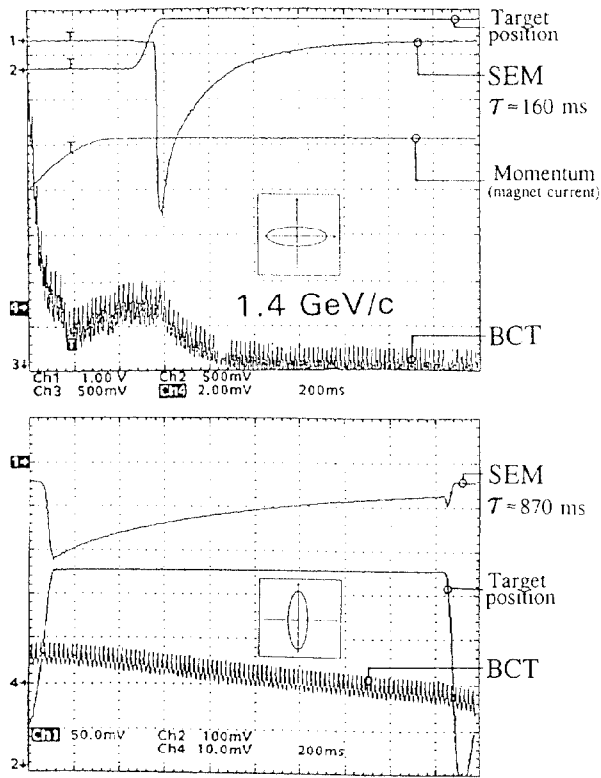 Target
position
1→
2→
SEM
τ≈160 ms
T
T
T
Momentum
(magnet current)
1.4 GeV/c
4→
T
BCT
3→
Ch1 1.00 V Ch2 500mV
Ch3 500mV Ch4 2.00mV 200ms
1→
SEM
τ≈870 ms
Target
position
BCT
4→
Ch1 50.0mV Ch2 100mV
Ch4 10.0mV 200ms
2→